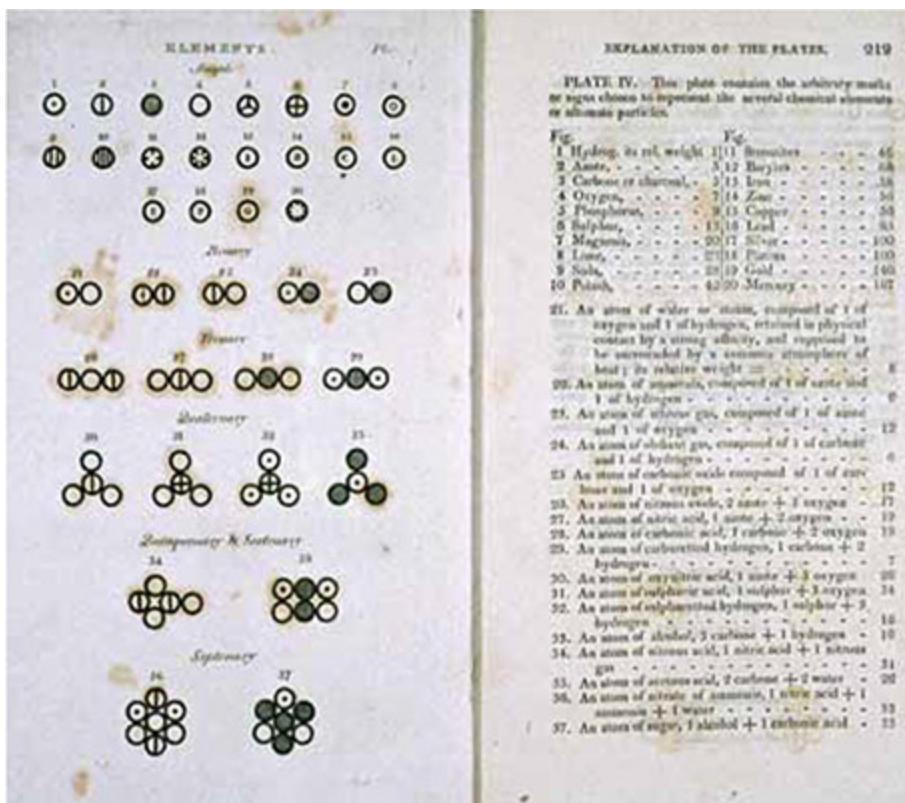 ELEMENTS
Simple
1 2 3 4 5 6 7 8
9 10 11 12 13 14 15 16
17 18 19 20
Binary
21 22 23 24 25
Ternary
26 27 28 29
Quaternary
30 31 32 33
Quinquenary & Sextenary
34 35
Septenary
36 37
EXPLANATION OF THE PLATES. 219
PLATE IV. This plate contains the arbitrary marks
or signs chosen to represent the several chemical elements
or ultimate particles.
Fig. Fig.
1 Hydrog. its rel. weight 1 11 Strontites - - - 46
2 Azote, - - - - 5 12 Barytes - - - 68
3 Carbone or charcoal, - 5 13 Iron - - - 38
4 Oxygen, - - - - 7 14 Zinc - - - 56
5 Phosphorus, - - - 9 15 Copper - - - 56
6 Sulphur, - - - - 13 16 Lead - - - 95
7 Magnesia, - - - 20 17 Silver - - - 100
8 Lime, - - - - 23 18 Platina - - - 100
9 Soda, - - - - 28 19 Gold - - - 140
10 Potash, - - - - 42 20 Mercury - - - 167
21. An atom of water or steam, composed of 1 of
oxygen and 1 of hydrogen, retained in physical
contact by a strong affinity, and supposed to
be surrounded by a common atmosphere of
heat; its relative weight = - - - 8
22. An atom of ammonia, composed of 1 of azote and
1 of hydrogen - - - - 6
23. An atom of nitrous gas, composed of 1 of azote
and 1 of oxygen - - - - 12
24. An atom of olefiant gas, composed of 1 of carbone
and 1 of hydrogen - - - - 6
25 An atom of carbonic oxide composed of 1 of car-
bone and 1 of oxygen - - - - 12
26. An atom of nitrous oxide, 2 azote + 1 oxygen - 17
27. An atom of nitric acid, 1 azote + 2 oxygen - - 19
28. An atom of carbonic acid, 1 carbone + 2 oxygen 19
29. An atom of carburetted hydrogen, 1 carbone + 2
hydrogen - - - - 7
30. An atom of oxynitric acid, 1 azote + 3 oxygen 26
31. An atom of sulphuric acid, 1 sulphur + 3 oxygen 34
32. An atom of sulphuretted hydrogen, 1 sulphur + 3
hydrogen - - - - 16
33. An atom of alcohol, 3 carbone + 1 hydrogen - 16
34. An atom of nitrous acid, 1 nitric acid + 1 nitrous
gas - - - - 31
35. An atom of acetous acid, 2 carbone + 2 water - 26
36. An atom of nitrate of ammonia, 1 nitric acid + 1
ammonia + 1 water - - - - 33
37. An atom of sugar, 1 alcohol + 1 carbonic acid - 35